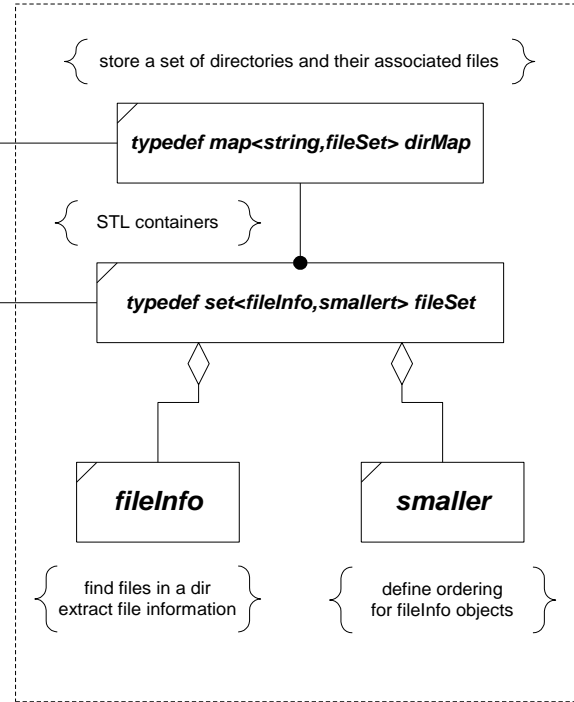 store a set of directories and their associated files
typedef map<string,fileSet> dirMap
STL containers
typedef set<fileInfo,smallert> fileSet
fileInfo
smaller
find files in a dir
extract file information
define ordering
for fileInfo objects